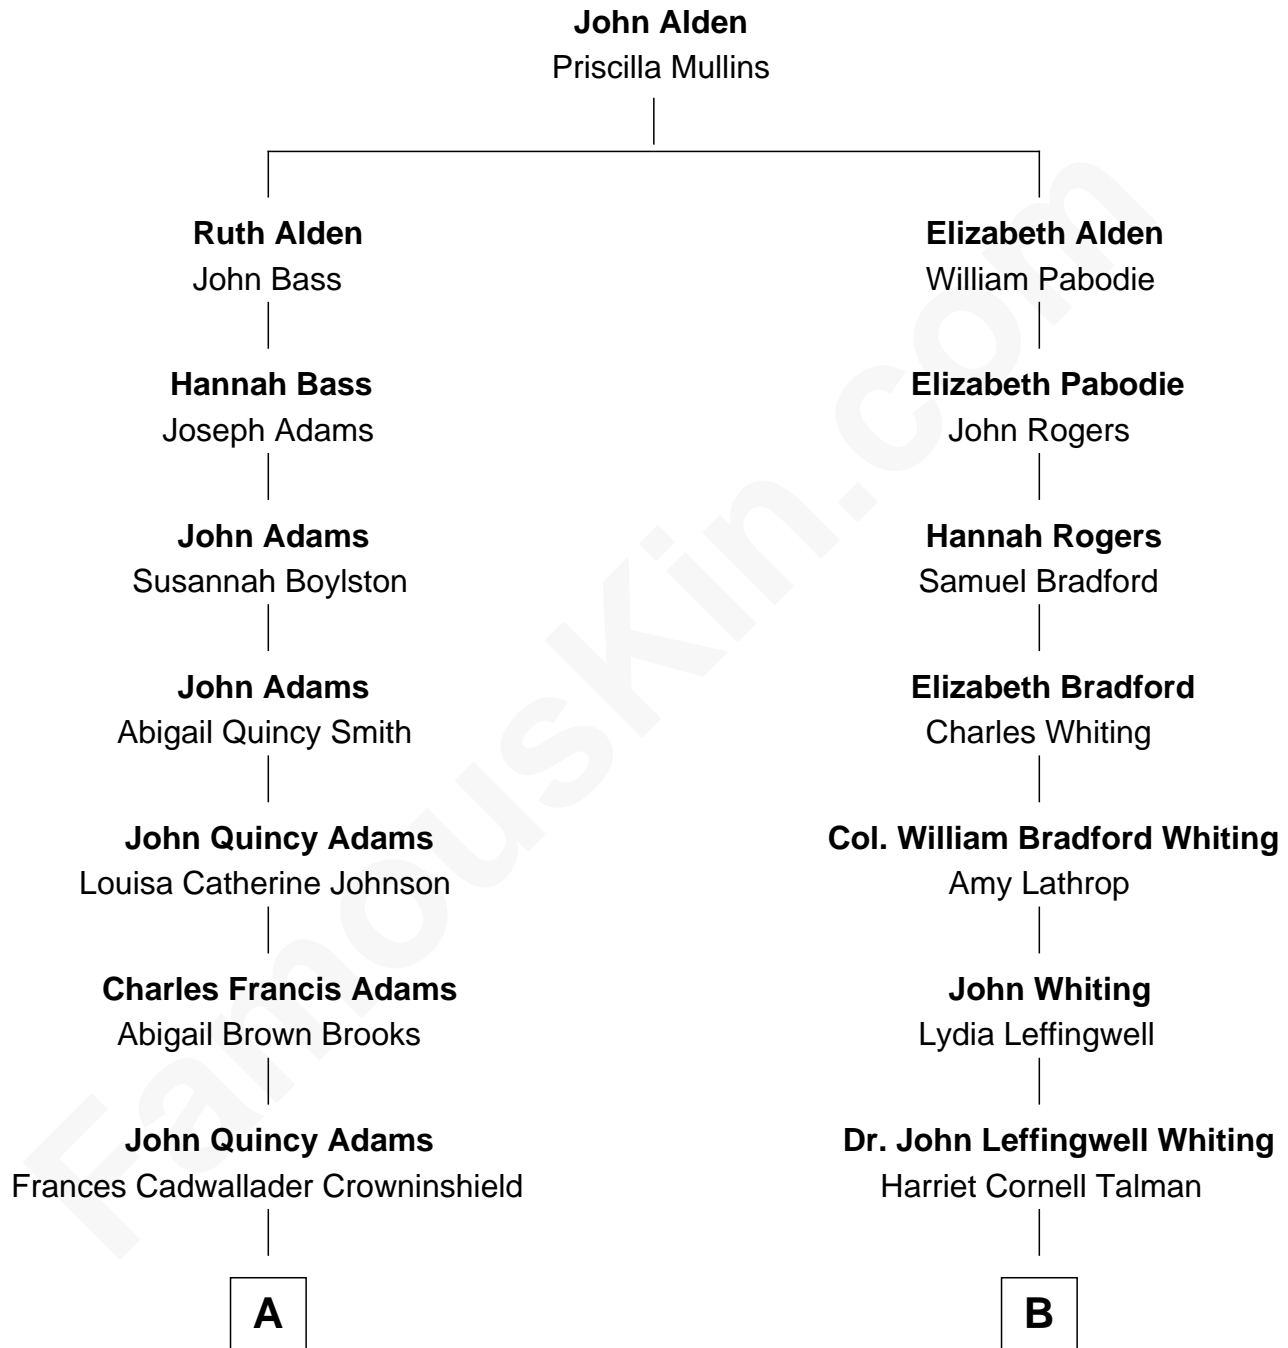 John Alden
Priscilla Mullins
Ruth Alden
John Bass
Elizabeth Alden
William Pabodie
Hannah Bass
Joseph Adams
Elizabeth Pabodie
John Rogers
John Adams
Susannah Boylston
Hannah Rogers
Samuel Bradford
John Adams
Abigail Quincy Smith
Elizabeth Bradford
Charles Whiting
John Quincy Adams
Louisa Catherine Johnson
Col. William Bradford Whiting
Amy Lathrop
Charles Francis Adams
Abigail Brown Brooks
John Whiting
Lydia Leffingwell
John Quincy Adams
Frances Cadwallader Crowninshield
Dr. John Leffingwell Whiting
Harriet Cornell Talman
A
B
FamousKin.com